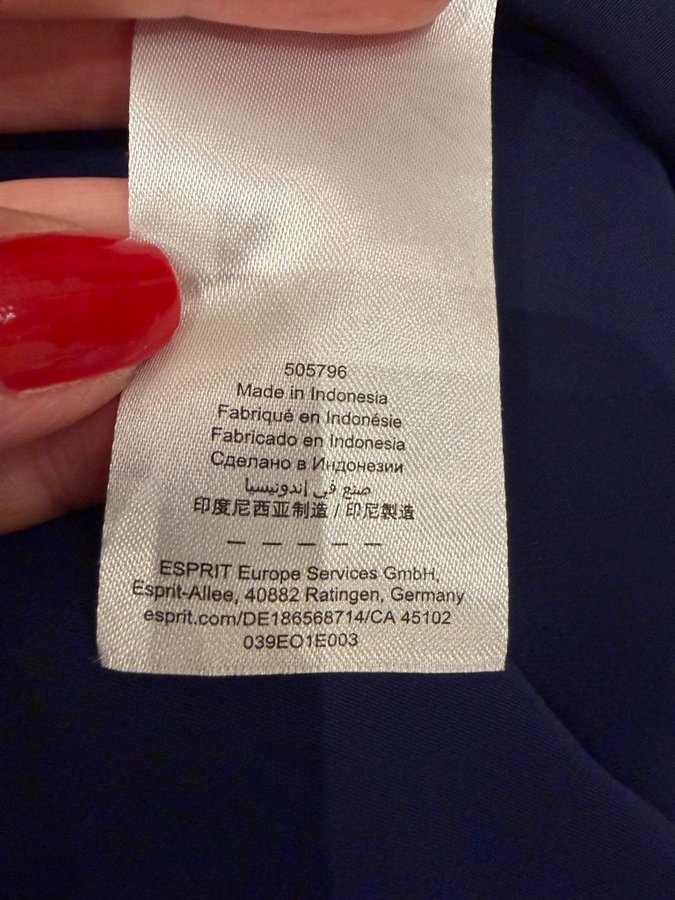 505796
Made in Indonesia
Fabriqué en Indonésie
Fabricado en Indonesia
Сделано в Индонезии
صنع في إندونيسيا
印度尼西亚制造 / 印尼製造
— — — — —
ESPRIT Europe Services GmbH,
Esprit-Allee, 40882 Ratingen, Germany
esprit.com/DE186568714/CA 45102
039EO1E003